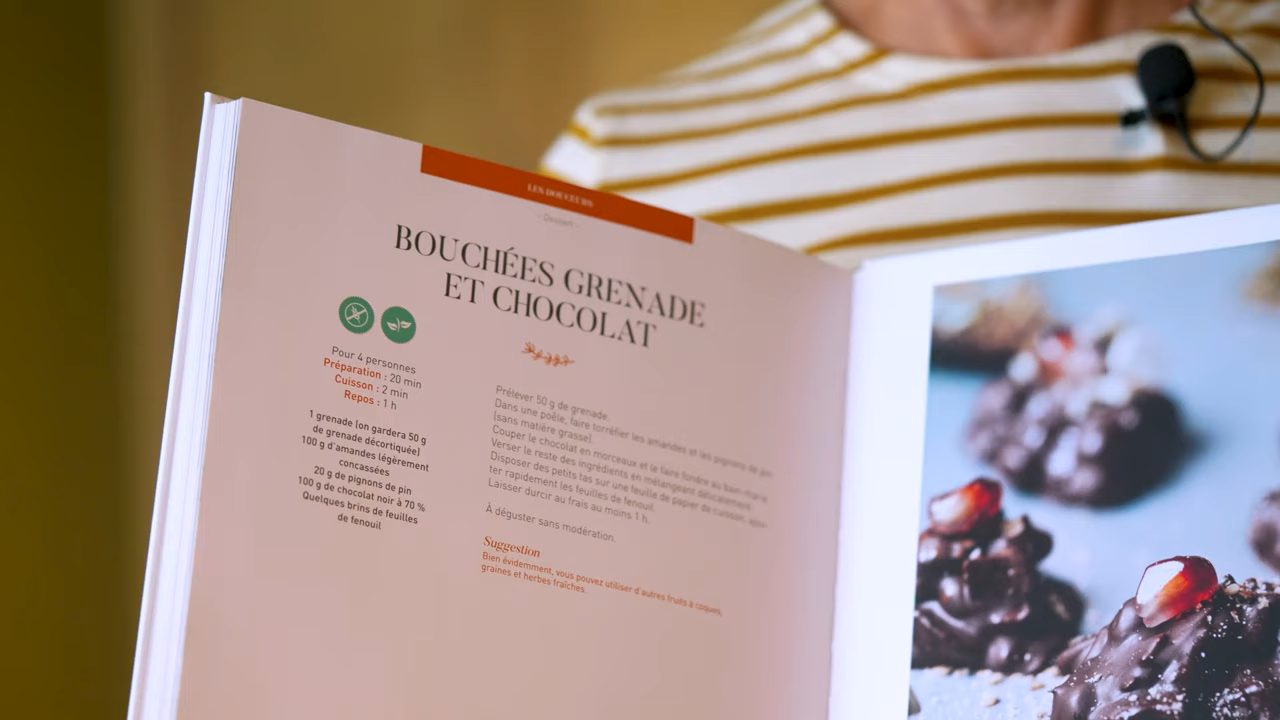 LES DOUCEURS
- Dessert -
BOUCHÉES GRENADE
ET CHOCOLAT
Pour 4 personnes
Préparation : 20 min
Cuisson : 2 min
Repos : 1 h
1 grenade (on gardera 50 g
de grenade décortiquée)
100 g d'amandes légèrement
concassées
20 g de pignons de pin
100 g de chocolat noir à 70 %
Quelques brins de feuilles
de fenouil
Prélever 50 g de grenade.
Dans une poêle, faire torréfier les amandes et les pignons de pin
(sans matière grasse).
Couper le chocolat en morceaux et le faire fondre au bain-marie.
Verser le reste des ingrédients en mélangeant délicatement.
Disposer des petits tas sur une feuille de papier de cuisson, ajou-
ter rapidement les feuilles de fenouil.
Laisser durcir au frais au moins 1 h.
À déguster sans modération.
Suggestion
Bien évidemment, vous pouvez utiliser d'autres fruits à coques,
graines et herbes fraîches.